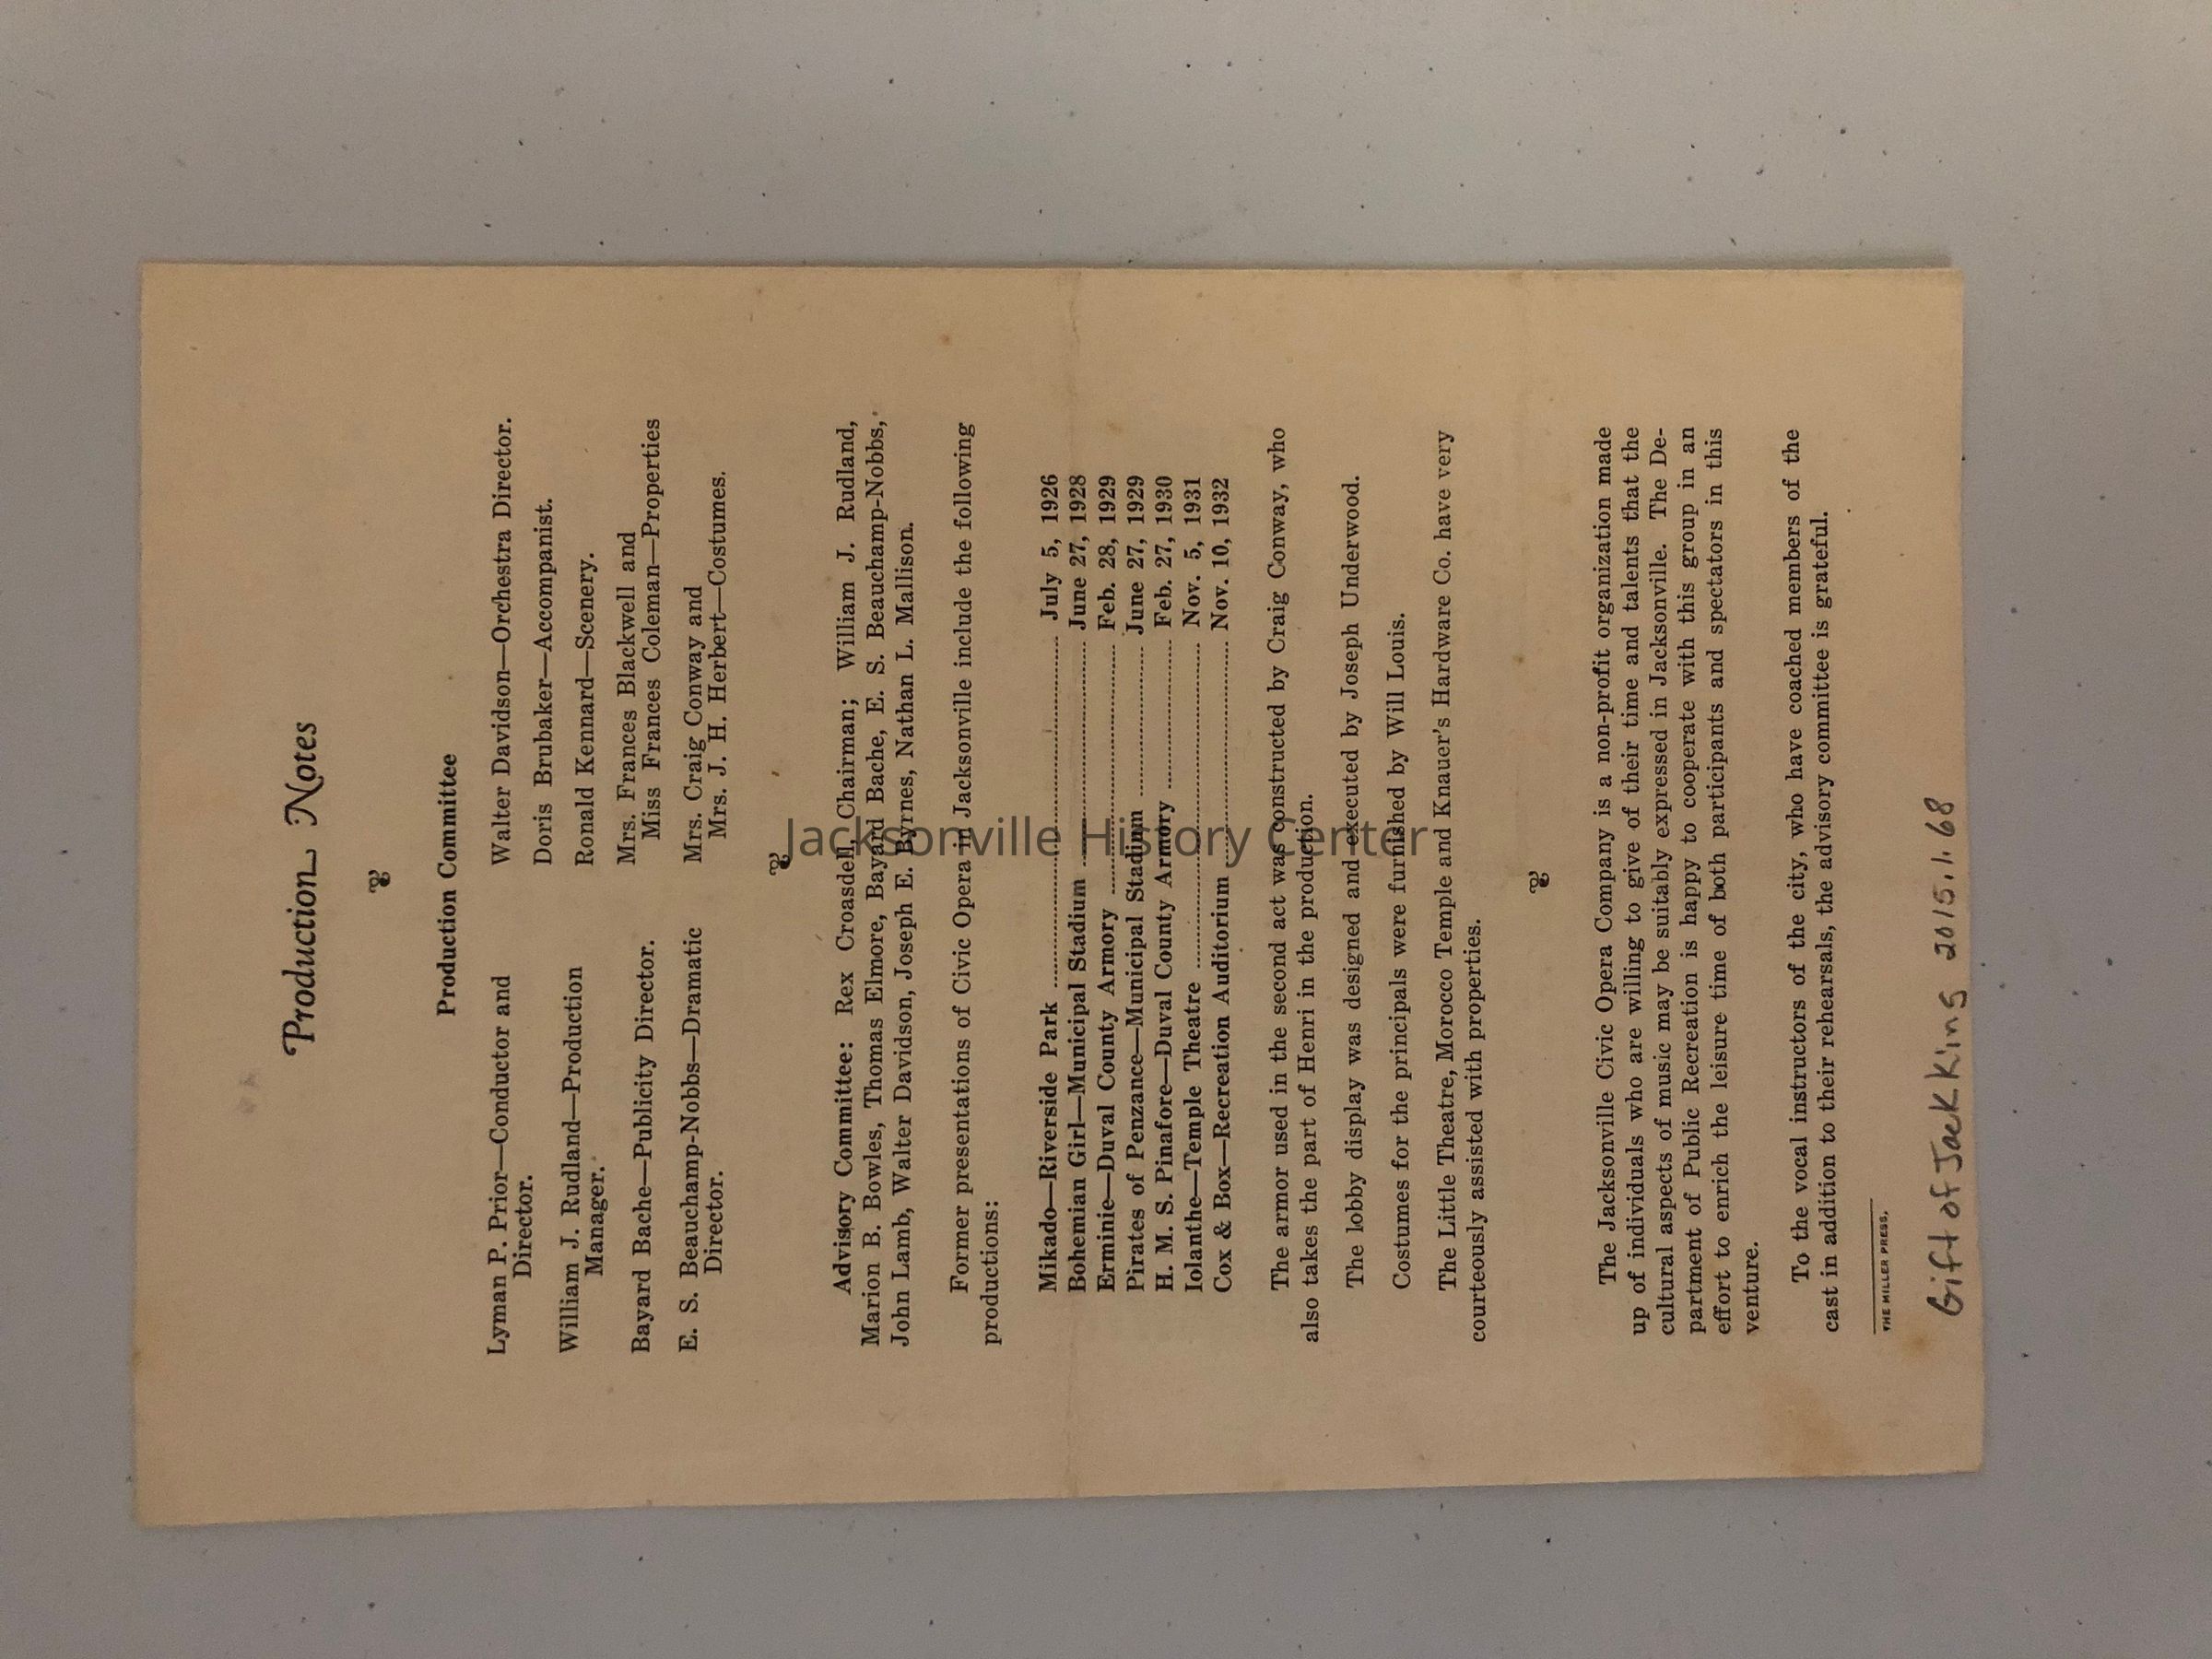 Production Notes
Production Committee
Lyman P. Prior—Conductor and
Director.
William J. Rudland—Production
Manager.
Bayard Bache—Publicity Director.
E. S. Beauchamp-Nobbs—Dramatic
Director.
Walter Davidson—Orchestra Director.
Doris Brubaker—Accompanist.
Ronald Kennard—Scenery.
Mrs. Frances Blackwell and
Miss Frances Coleman—Properties
Mrs. Craig Conway and
Mrs. J. H. Herbert—Costumes.
Advisory Committee: Rex Croasdell, Chairman; William J. Rudland,
Marion B. Bowles, Thomas Elmore, Bayard Bache, E. S. Beauchamp-Nobbs,
John Lamb, Walter Davidson, Joseph E. Byrnes, Nathan L. Mallison.
Former presentations of Civic Opera in Jacksonville include the following
productions:
Mikado—Riverside Park ........ July 5, 1926
Bohemian Girl—Municipal Stadium ........ June 27, 1928
Erminie—Duval County Armory ........ Feb. 28, 1929
Pirates of Penzance—Municipal Stadium ........ June 27, 1929
H. M. S. Pinafore—Duval County Armory ........ Feb. 27, 1930
Iolanthe—Temple Theatre ........ Nov. 5, 1931
Cox & Box—Recreation Auditorium ........ Nov. 10, 1932
The armor used in the second act was constructed by Craig Conway, who
also takes the part of Henri in the production.
The lobby display was designed and executed by Joseph Underwood.
Costumes for the principals were furnished by Will Louis.
The Little Theatre, Morocco Temple and Knauer's Hardware Co. have very
courteously assisted with properties.
The Jacksonville Civic Opera Company is a non-profit organization made
up of individuals who are willing to give of their time and talents that the
cultural aspects of music may be suitably expressed in Jacksonville. The De-
partment of Public Recreation is happy to cooperate with this group in an
effort to enrich the leisure time of both participants and spectators in this
venture.
To the vocal instructors of the city, who have coached members of the
cast in addition to their rehearsals, the advisory committee is grateful.
THE MILLER PRESS.
Gift of Jack King 2015.1.68
Jacksonville History Center